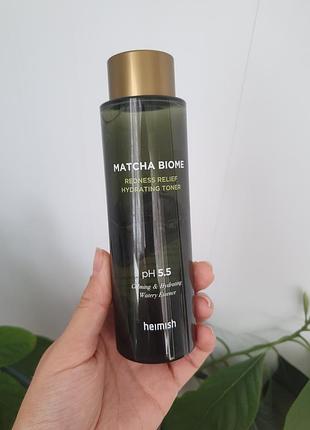 MATCHA BIOME
REDNESS RELIEF
HYDRATING TONER
pH 5.5
Calming & Hydrating
Watery Essence
heimish